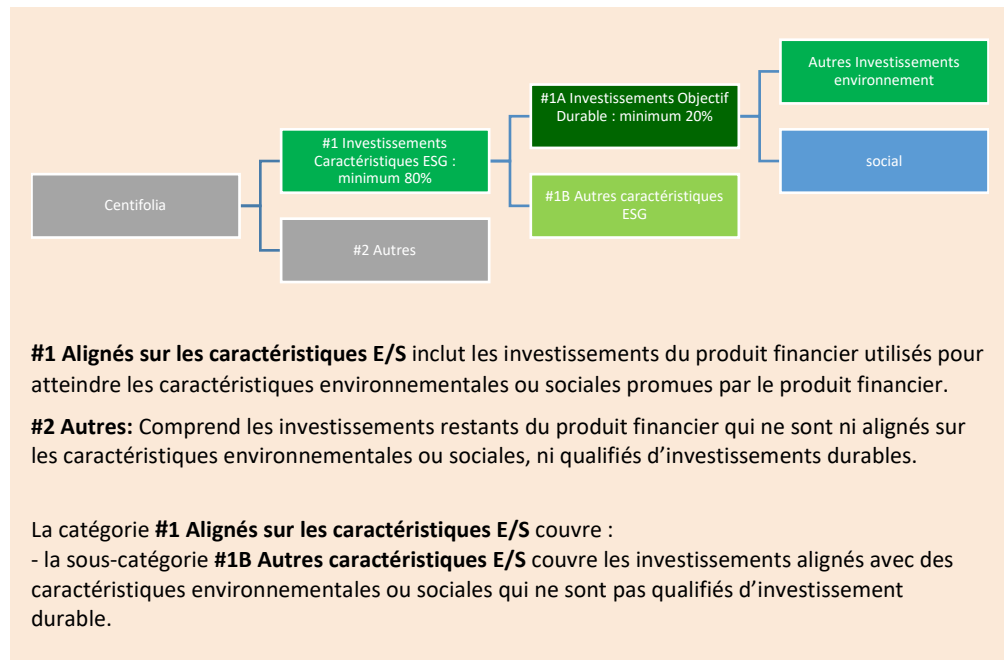 Autres Investissements
environnement
#1A Investissements Objectif
Durable : minimum 20%
#1 Investissements
Caractéristiques ESG :
minimum 80%
social
Centifolia
#1B Autres caractéristiques
ESG
#2 Autres
#1 Alignés sur les caractéristiques E/S inclut les investissements du produit financier utilisés pour
atteindre les caractéristiques environnementales ou sociales promues par le produit financier.
#2 Autres: Comprend les investissements restants du produit financier qui ne sont ni alignés sur
les caractéristiques environnementales ou sociales, ni qualifiés d’investissements durables.
La catégorie #1 Alignés sur les caractéristiques E/S couvre :
- la sous-catégorie #1B Autres caractéristiques E/S couvre les investissements alignés avec des
caractéristiques environnementales ou sociales qui ne sont pas qualifiés d’investissement
durable.